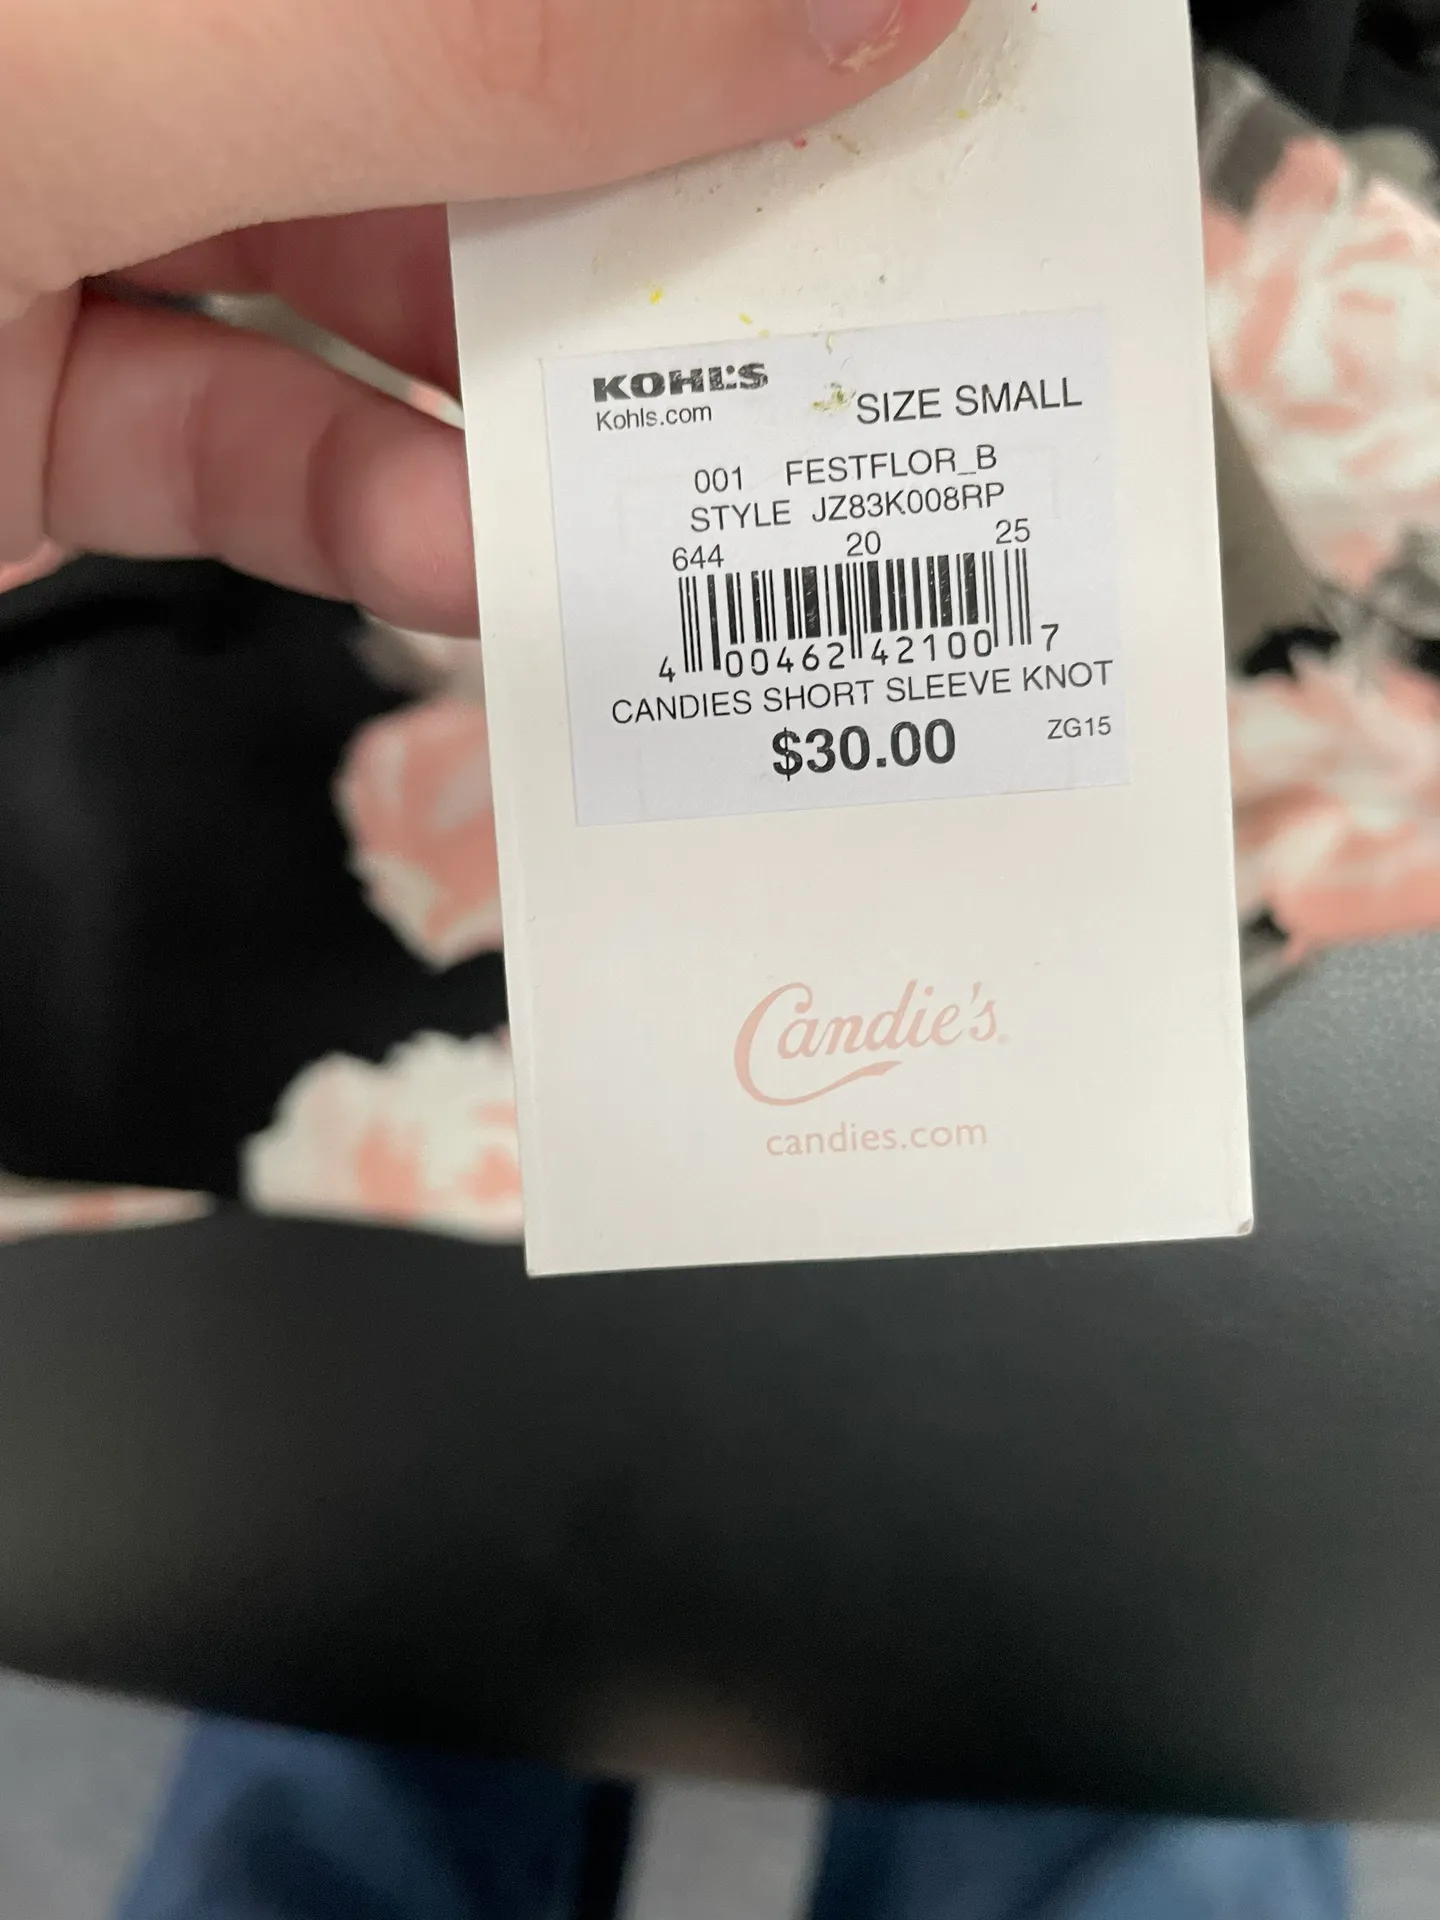 KOHL'S
Kohls.com
SIZE SMALL
001 FESTFLOR_B
STYLE JZ83K008RP
644 20 25
4 00462 42100 7
CANDIES SHORT SLEEVE KNOT
$30.00 ZG15
Candie's.
candies.com